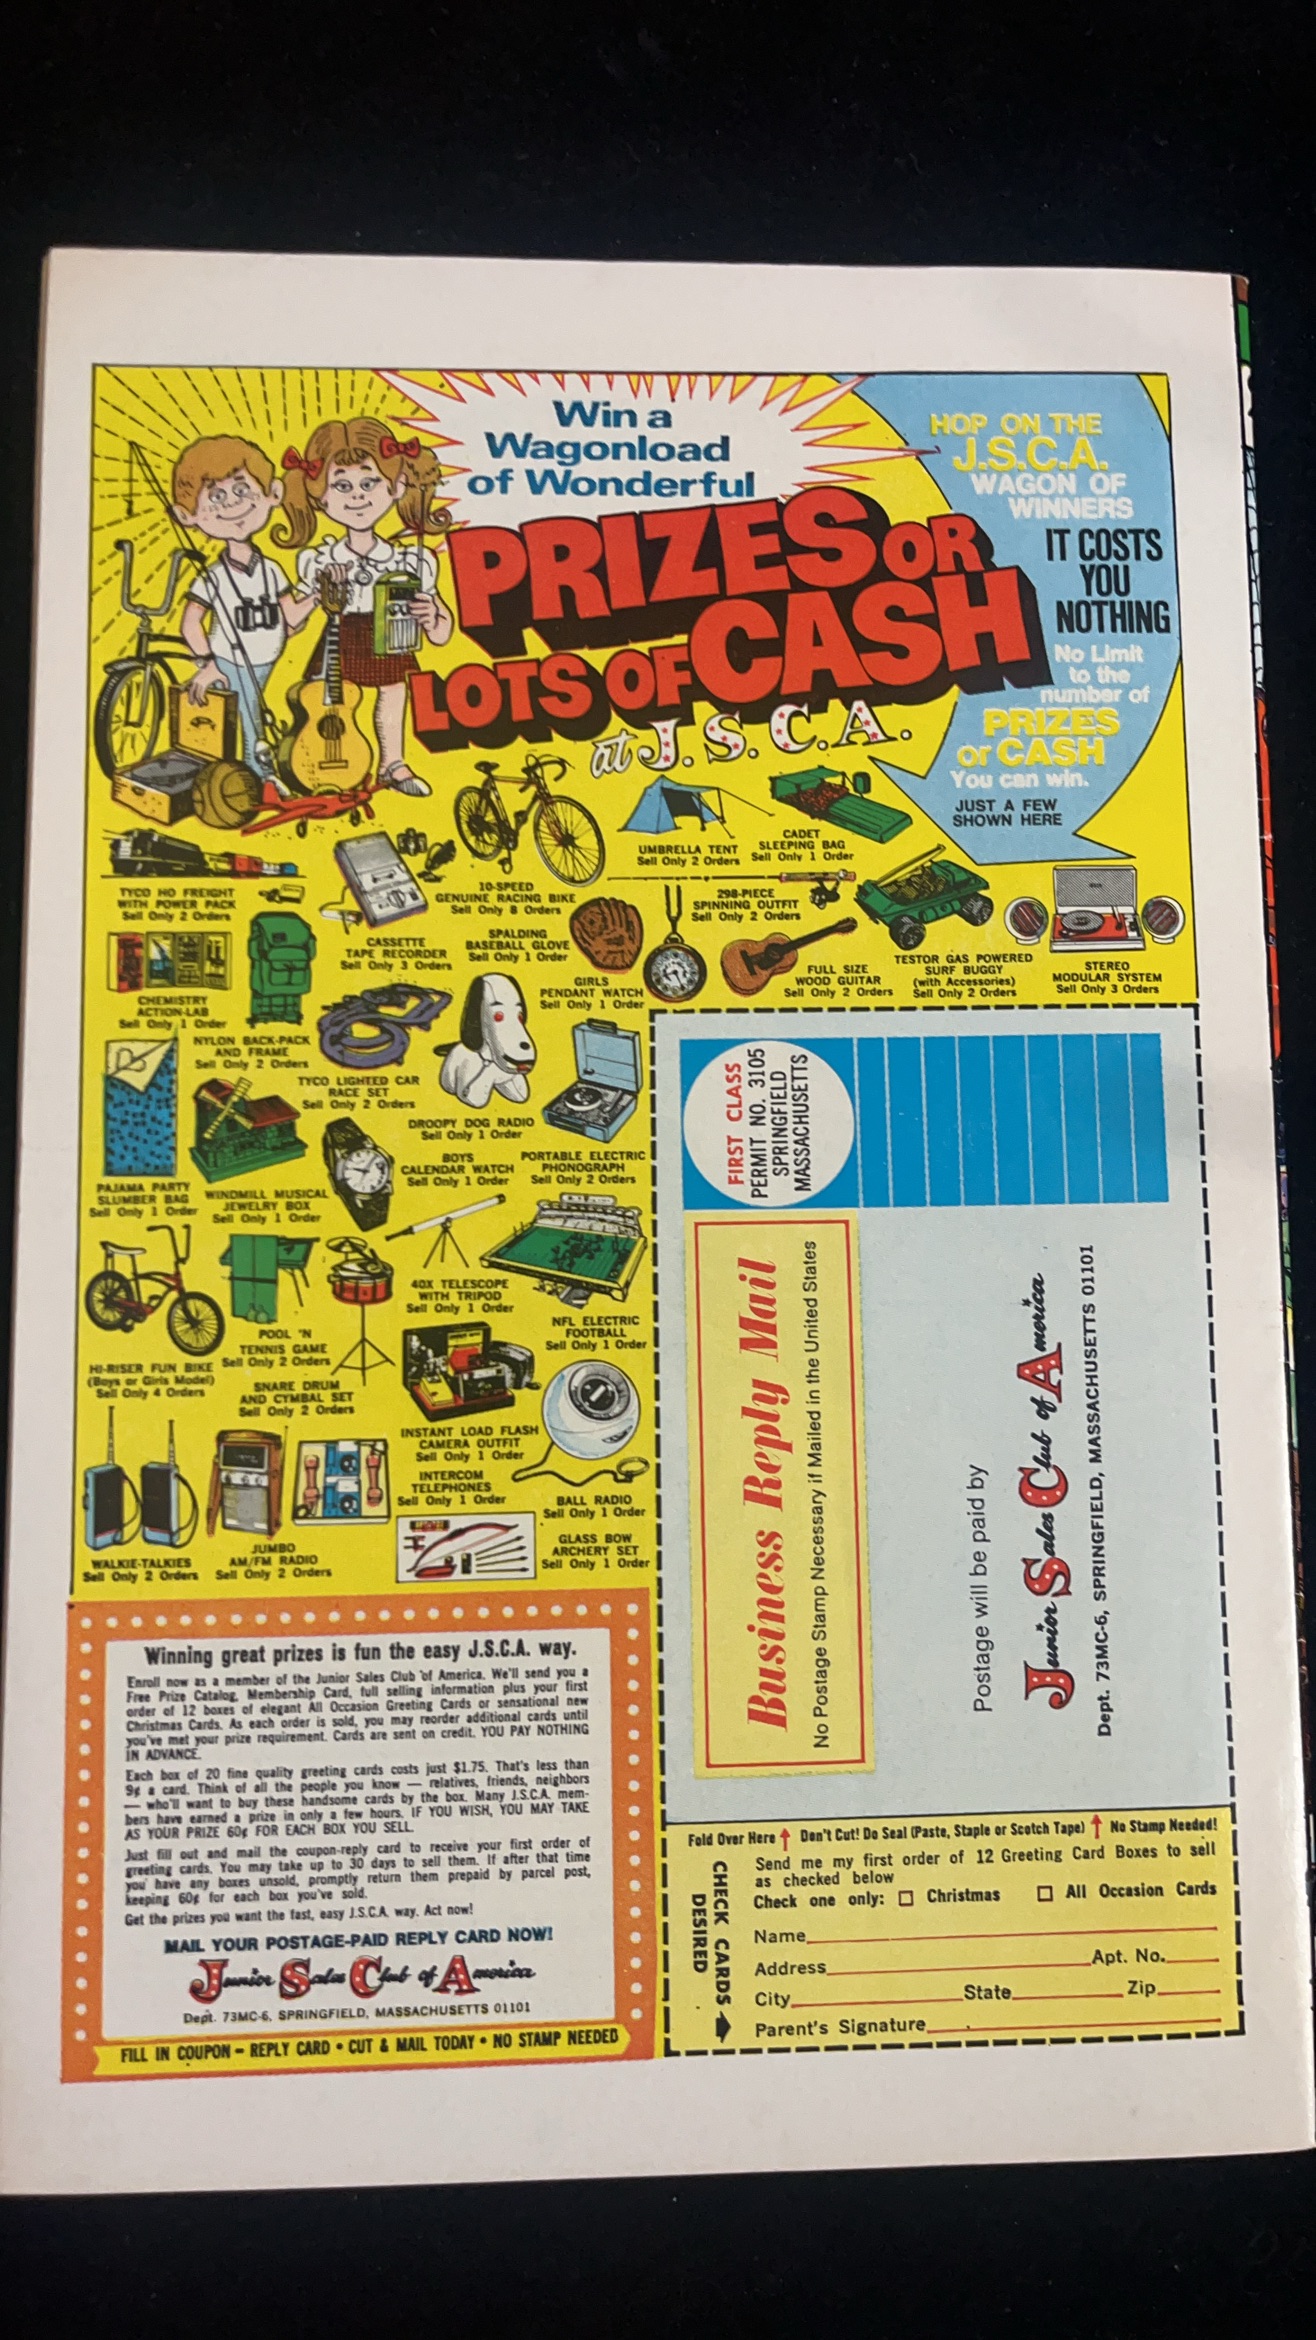 Win a
Wagonload
of Wonderful
PRIZES OR
LOTS OF CASH
at J.S.C.A.
HOP ON THE
J.S.C.A.
WAGON OF
WINNERS
IT COSTS
YOU
NOTHING
No Limit
to the
number of
PRIZES
or CASH
You can win.
JUST A FEW
SHOWN HERE
TYCO HO FREIGHT
WITH POWER PACK
Sell Only 2 Orders
CASSETTE
TAPE RECORDER
Sell Only 3 Orders
10-SPEED
GENUINE RACING BIKE
Sell Only 8 Orders
UMBRELLA TENT
Sell Only 2 Orders
CADET
SLEEPING BAG
Sell Only 1 Order
298-PIECE
SPINNING OUTFIT
Sell Only 2 Orders
SPALDING
BASEBALL GLOVE
Sell Only 1 Order
GIRLS
PENDANT WATCH
Sell Only 1 Order
FULL SIZE
WOOD GUITAR
Sell Only 2 Orders
TESTOR GAS POWERED
SURF BUGGY
(with Accessories)
Sell Only 2 Orders
STEREO
MODULAR SYSTEM
Sell Only 3 Orders
CHEMISTRY
ACTION-LAB
Sell Only 1 Order
NYLON BACK-PACK
AND FRAME
Sell Only 2 Orders
TYCO LIGHTED CAR
RACE SET
Sell Only 2 Orders
DROOPY DOG RADIO
Sell Only 1 Order
PORTABLE ELECTRIC
PHONOGRAPH
Sell Only 2 Orders
PAJAMA PARTY
SLUMBER BAG
Sell Only 1 Order
WINDMILL MUSICAL
JEWELRY BOX
Sell Only 1 Order
BOYS
CALENDAR WATCH
Sell Only 1 Order
40X TELESCOPE
WITH TRIPOD
Sell Only 1 Order
NFL ELECTRIC
FOOTBALL
Sell Only 1 Order
HI-RISER FUN BIKE
(Boys or Girls Model)
Sell Only 4 Orders
POOL 'N
TENNIS GAME
Sell Only 2 Orders
SNARE DRUM
AND CYMBAL SET
Sell Only 2 Orders
INSTANT LOAD FLASH
CAMERA OUTFIT
Sell Only 1 Order
INTERCOM
TELEPHONES
Sell Only 1 Order
BALL RADIO
Sell Only 1 Order
WALKIE-TALKIES
Sell Only 2 Orders
JUMBO
AM/FM RADIO
Sell Only 2 Orders
GLASS BOW
ARCHERY SET
Sell Only 1 Order
Winning great prizes is fun the easy J.S.C.A. way.
Enroll now as a member of the Junior Sales Club of America. We'll send you a
Free Prize Catalog, Membership Card, full selling information plus your first
order of 12 boxes of elegant All Occasion Greeting Cards or sensational new
Christmas Cards. As each order is sold, you may reorder additional cards until
you've met your prize requirement. Cards are sent on credit. YOU PAY NOTHING
IN ADVANCE.
Each box of 20 fine quality greeting cards costs just $1.75. That's less than
9¢ a card. Think of all the people you know — relatives, friends, neighbors
— who'll want to buy these handsome cards by the box. Many J.S.C.A. mem-
bers have earned a prize in only a few hours. IF YOU WISH, YOU MAY TAKE
AS YOUR PRIZE 60¢ FOR EACH BOX YOU SELL.
Just fill out and mail the coupon-reply card to receive your first order of
greeting cards. You may take up to 30 days to sell them. If after that time
you have any boxes unsold, promptly return them prepaid by parcel post,
keeping 60¢ for each box you've sold.
Get the prizes you want the fast, easy J.S.C.A. way. Act now!
MAIL YOUR POSTAGE-PAID REPLY CARD NOW!
Junior Sales Club of America
Dept. 73MC-6, SPRINGFIELD, MASSACHUSETTS 01101
FILL IN COUPON – REPLY CARD • CUT & MAIL TODAY • NO STAMP NEEDED
FIRST CLASS
PERMIT NO. 3105
SPRINGFIELD
MASSACHUSETTS
Business Reply Mail
No Postage Stamp Necessary if Mailed in the United States
Postage will be paid by
Junior Sales Club of America
Dept. 73MC-6, SPRINGFIELD, MASSACHUSETTS 01101
Fold Over Here ↑ Don't Cut! Do Seal (Paste, Staple or Scotch Tape) ↑ No Stamp Needed!
CHECK CARDS
DESIRED
Send me my first order of 12 Greeting Card Boxes to sell
as checked below
Check one only: ☐ Christmas ☐ All Occasion Cards
Name
Address Apt. No.
City State Zip
Parent's Signature